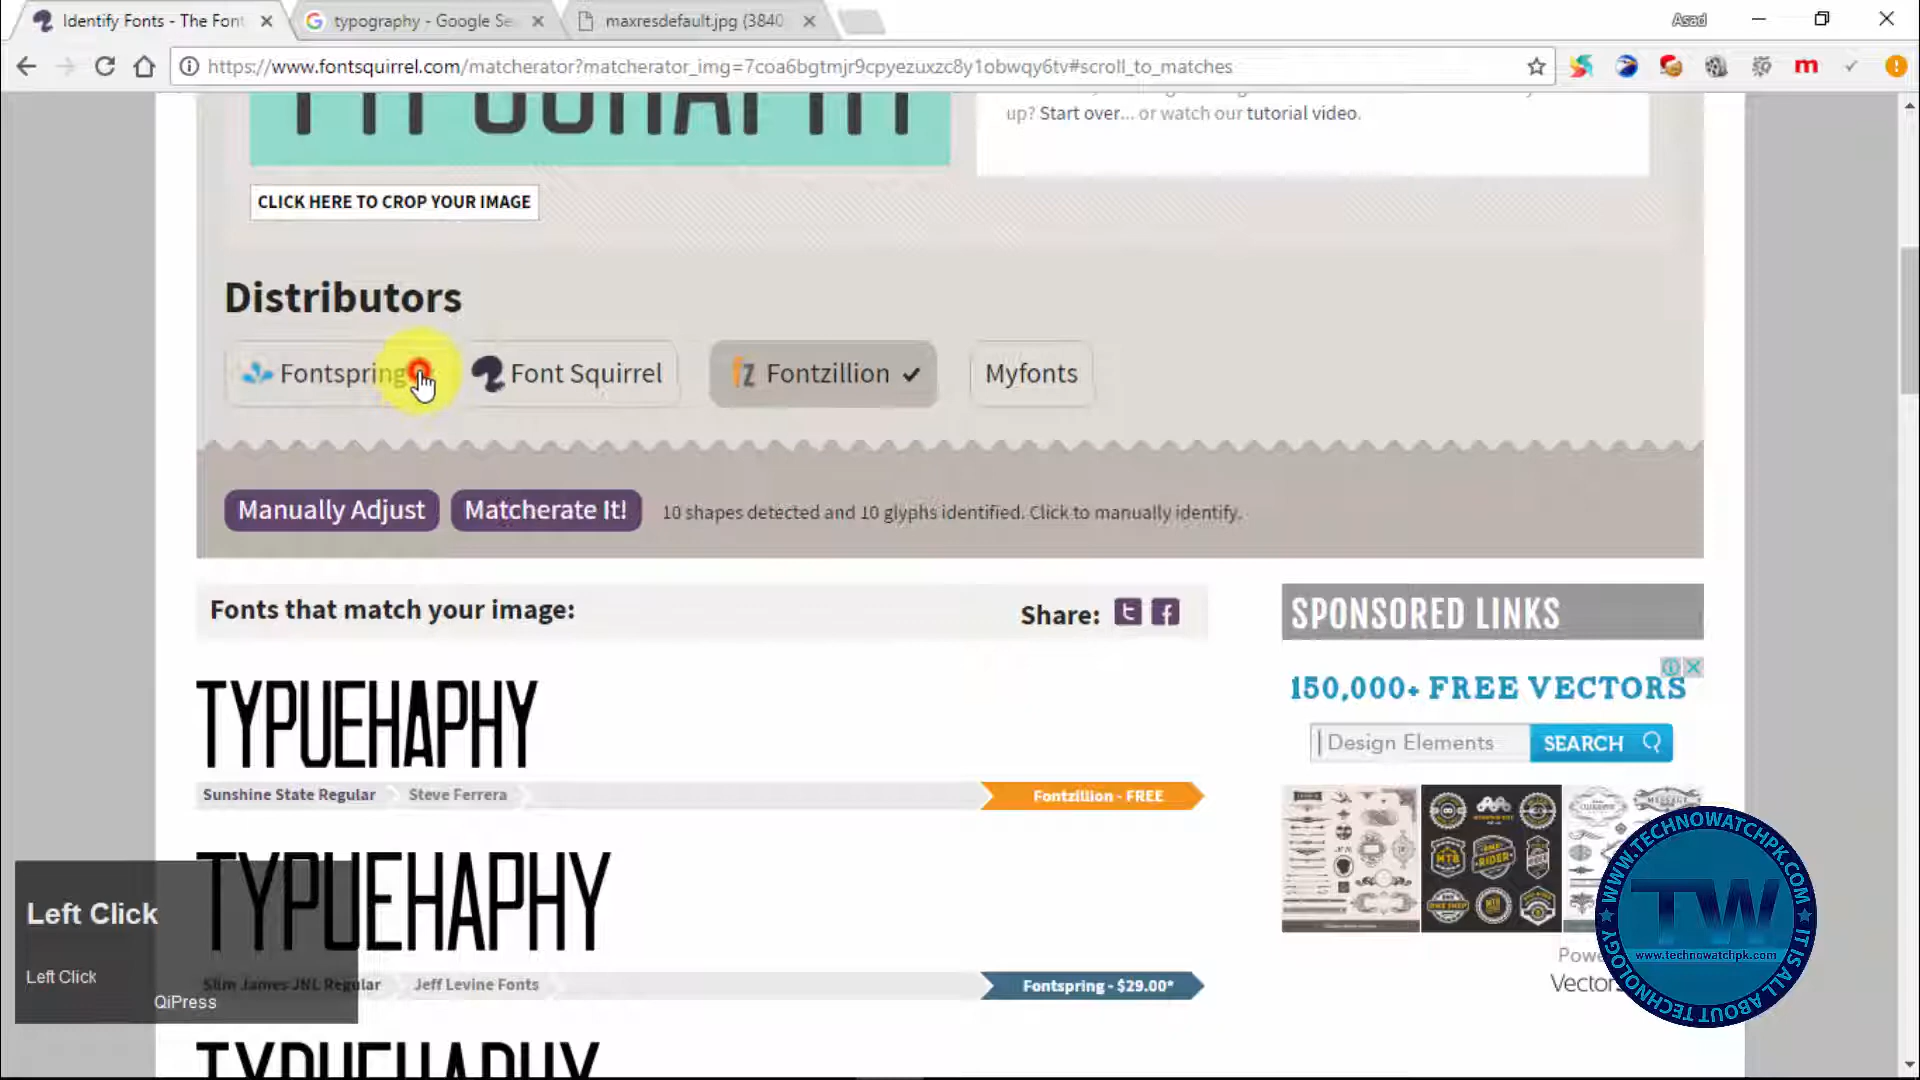 Identify Fonts - The Font
typography - Google Se
maxresdefault.jpg (3840
Asad
https://www.fontsquirrel.com/matcherator?matcherator_img=7coa6bgtmjr9cpyezuxzc8y1obwqy6tv#scroll_to_matches
m
TYPOGRAPHY
up? Start over... or watch our tutorial video.
CLICK HERE TO CROP YOUR IMAGE
Distributors
Fontspring
Font Squirrel
fz Fontzillion ✔
Myfonts
Manually Adjust
Matcherate It!
10 shapes detected and 10 glyphs identified. Click to manually identify.
Fonts that match your image:
Share:
SPONSORED LINKS
TYPUEHAPHY
150,000+ FREE VECTORS
Design Elements
SEARCH
Sunshine State Regular
Steve Ferrera
Fontzillion - FREE
TYPUEHAPHY
Slim James JNL Regular
Jeff Levine Fonts
Fontspring - $29.00*
TYPUEHAPHY
Left Click
Left Click
QiPress
MTB
RIDER
WWW.TECHNOWATCHPK.COM
TW
www.technowatchpk.com
IT IS ALL ABOUT TECHNOLOGY